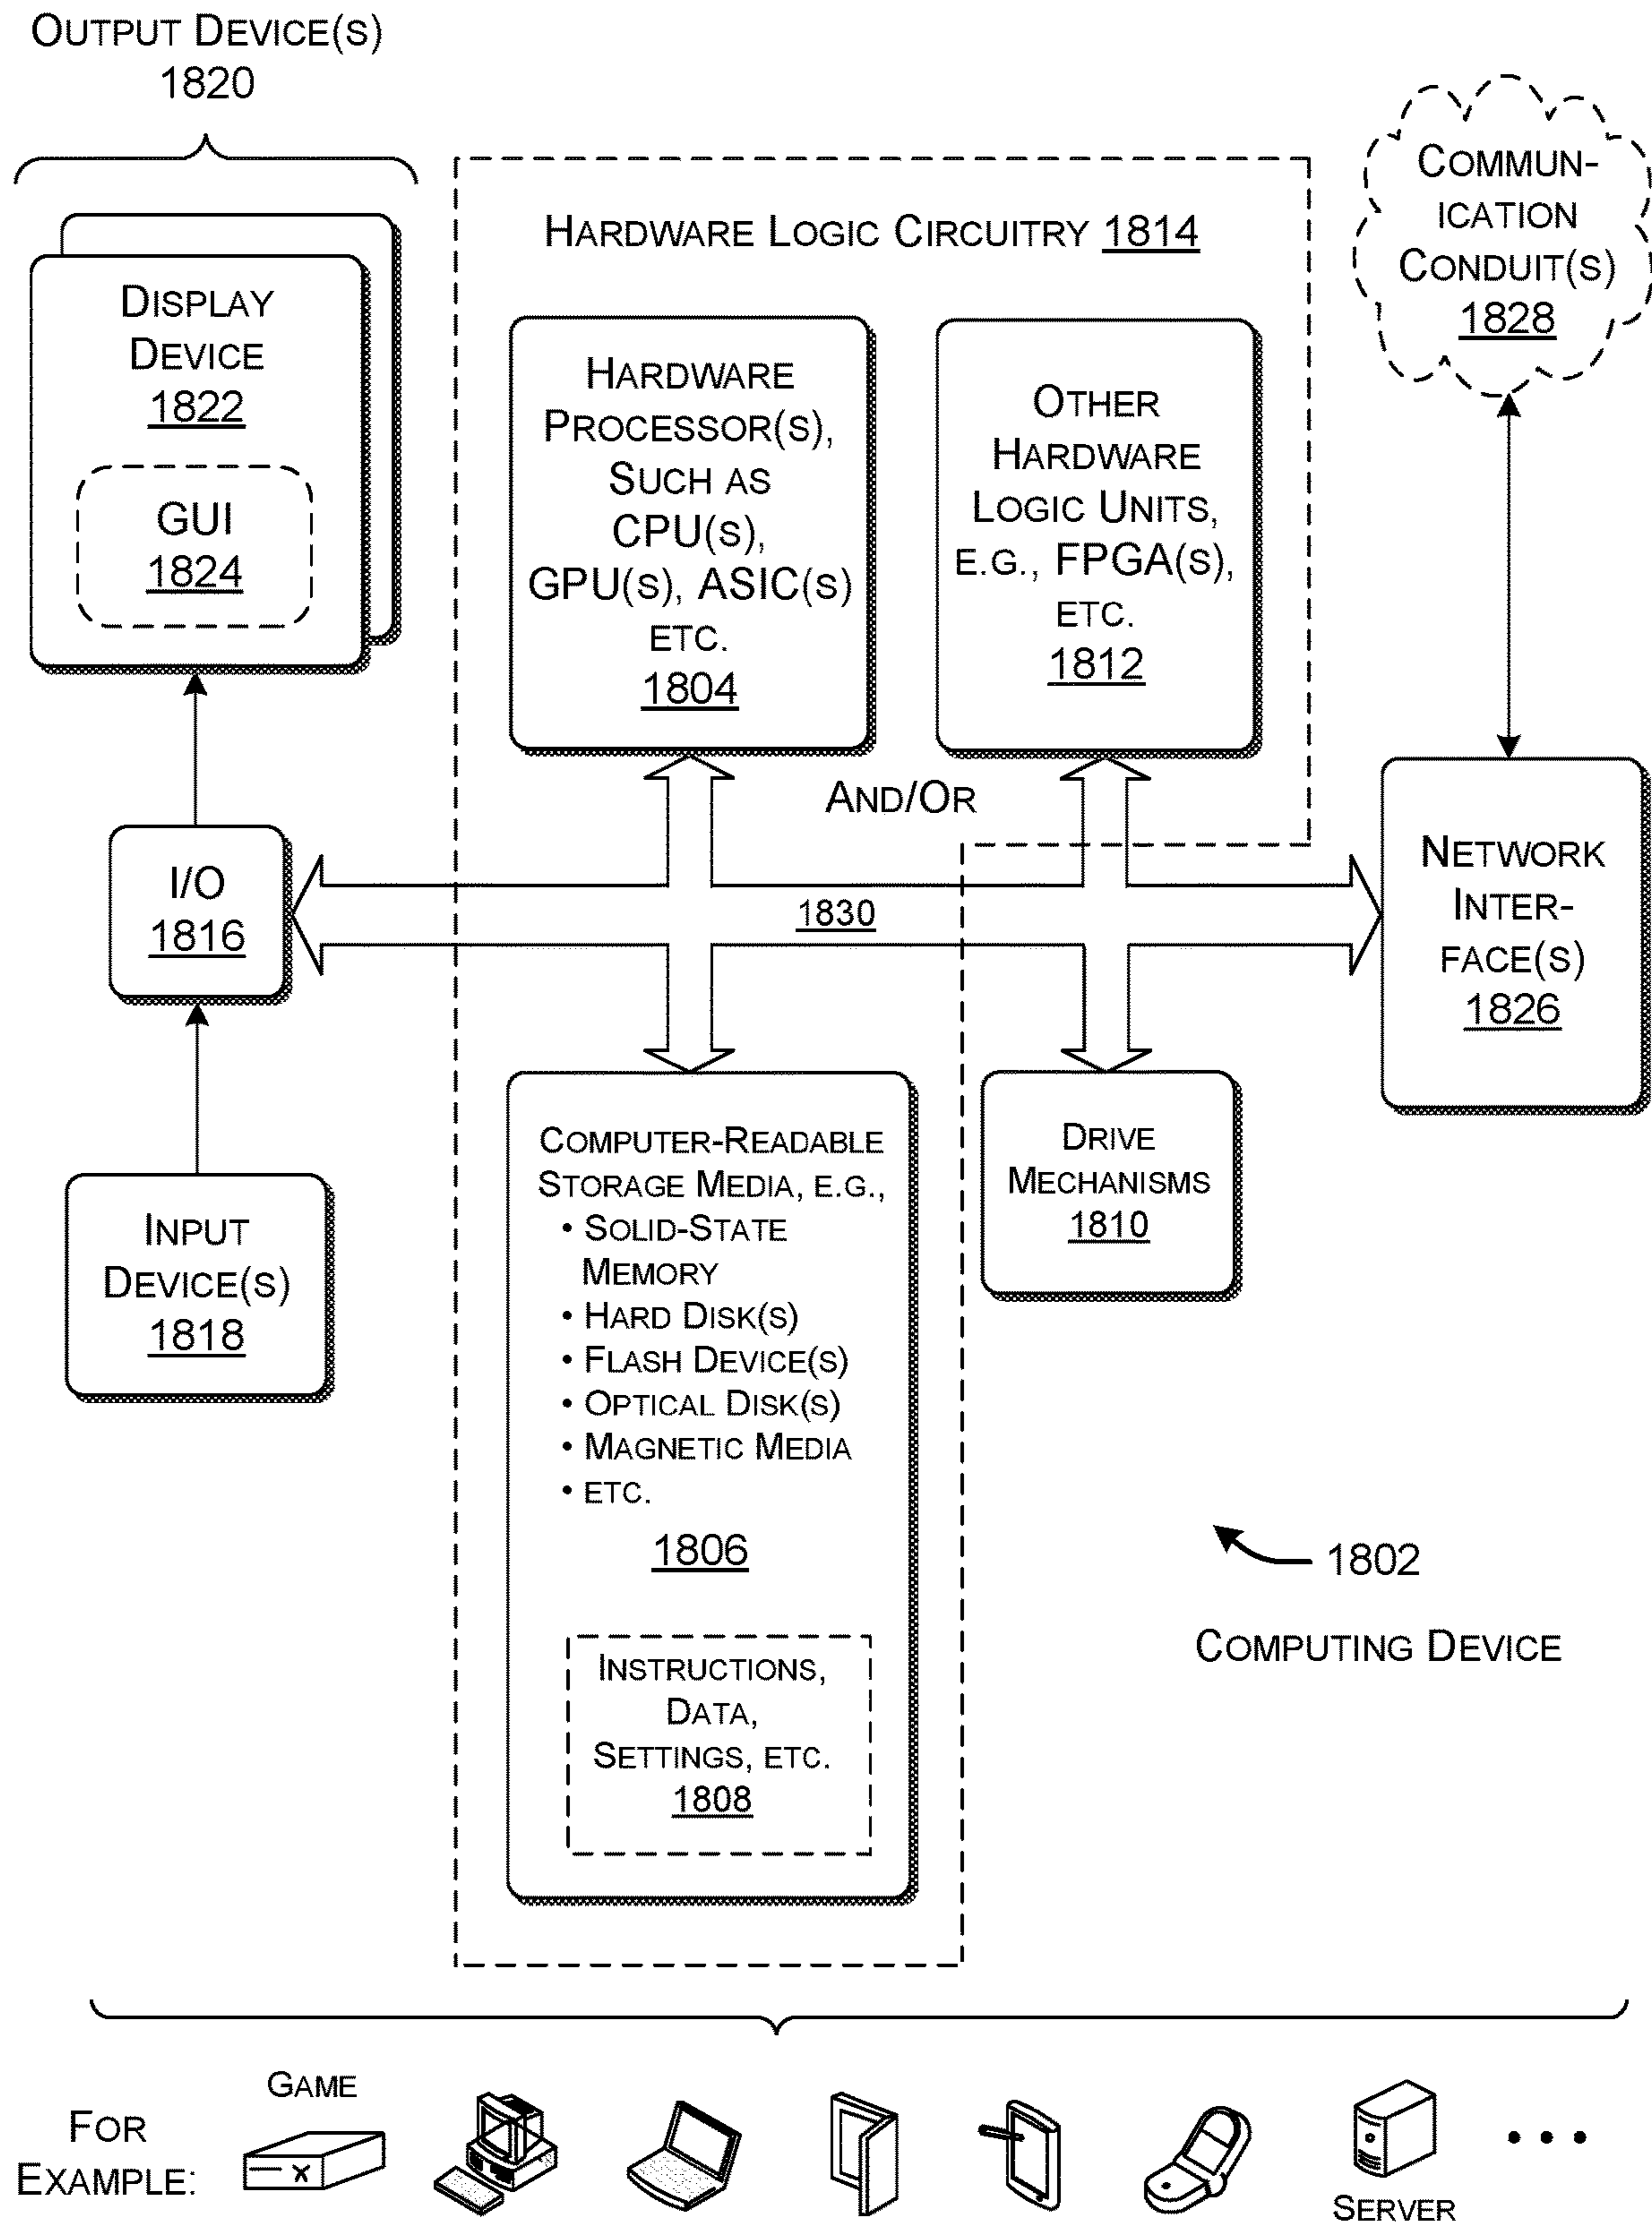 OUTPUT DEVICE(S)
1820
DISPLAY
DEVICE
1822
GUI
1824
HARDWARE LOGIC CIRCUITRY 1814
HARDWARE
PROCESSOR(S),
SUCH AS
CPU(S),
GPU(S), ASIC(S)
ETC.
1804
OTHER
HARDWARE
LOGIC UNITS,
E.G., FPGA(S),
ETC.
1812
COMMUN-
ICATION
CONDUIT(S)
1828
AND/OR
I/O
1816
1830
NETWORK
INTER-
FACE(S)
1826
INPUT
DEVICE(S)
1818
COMPUTER-READABLE
STORAGE MEDIA, E.G.,
• SOLID-STATE
MEMORY
• HARD DISK(S)
• FLASH DEVICE(S)
• OPTICAL DISK(S)
• MAGNETIC MEDIA
• ETC.
1806
INSTRUCTIONS,
DATA,
SETTINGS, ETC.
1808
DRIVE
MECHANISMS
1810
1802
COMPUTING DEVICE
FOR
EXAMPLE:
GAME
SERVER
• • •